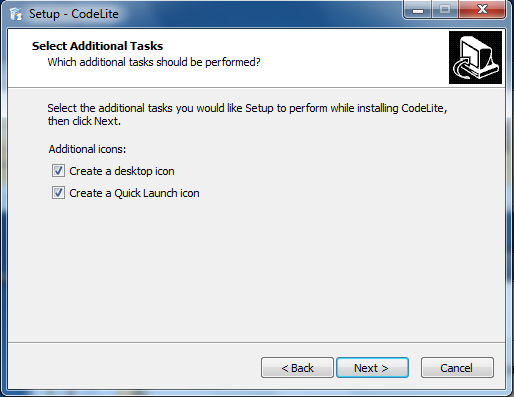 Setup - CodeLite
Select Additional Tasks
Which additional tasks should be performed?
Select the additional tasks you would like Setup to perform while installing CodeLite,
then click Next.
Additional icons:
Create a desktop icon
Create a Quick Launch icon
< Back
Next >
Cancel